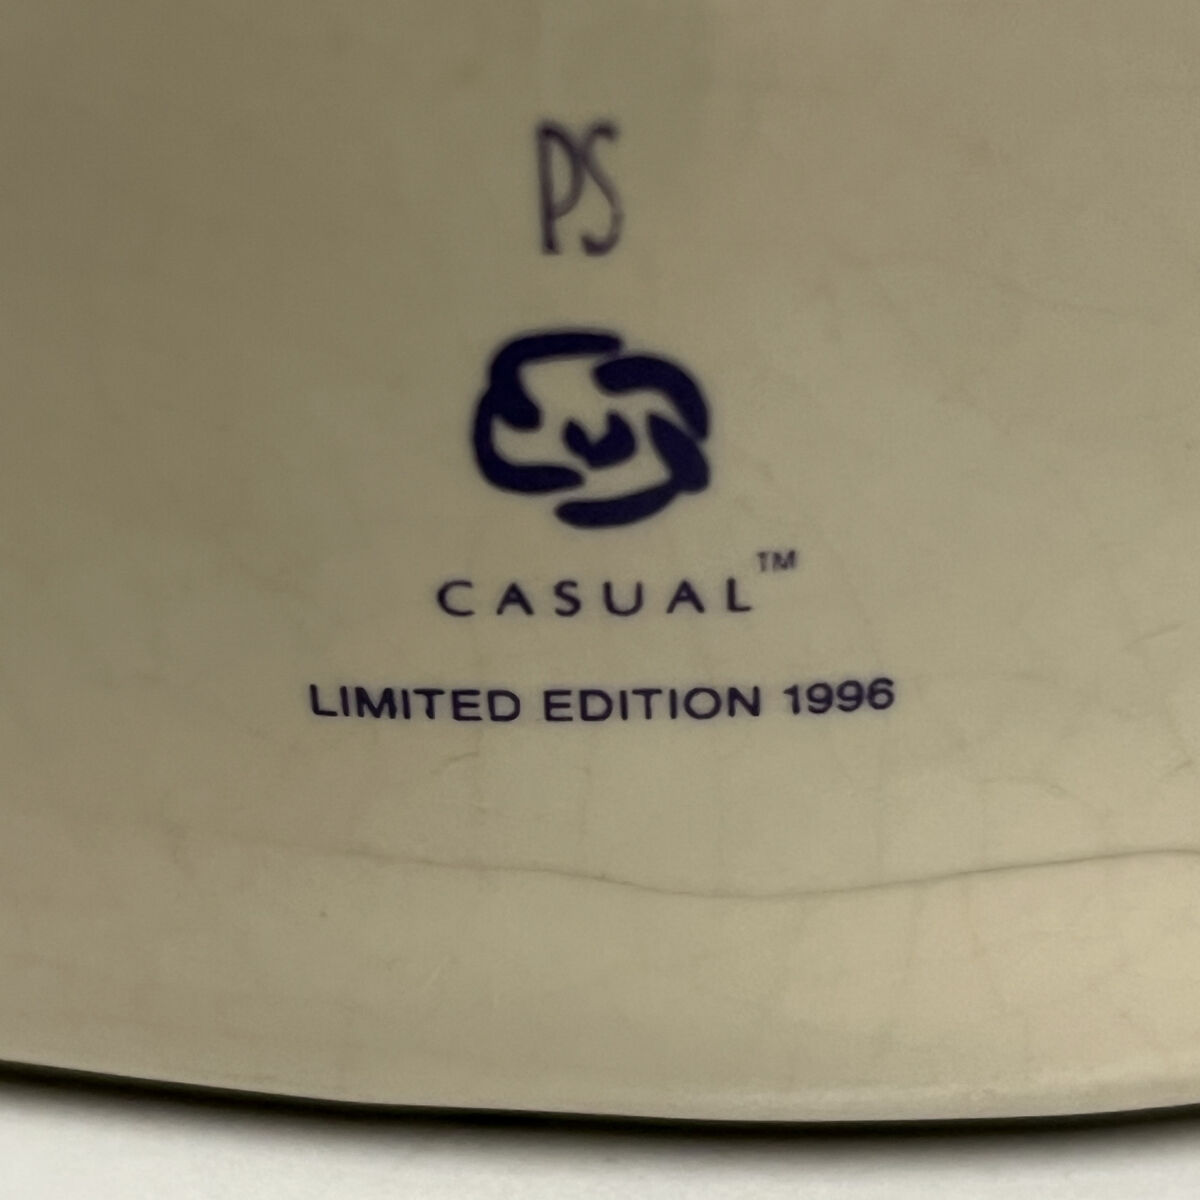 PS
CASUAL™
LIMITED EDITION 1996